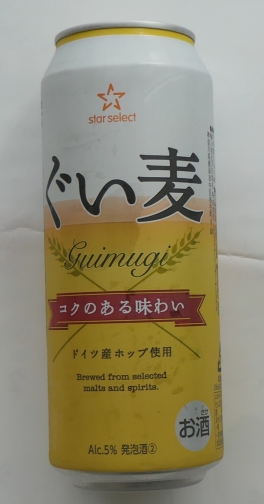 star select
ぐい麦
Guimugi
コクのある味わい
ドイツ産ホップ使用
Brewed from selected
malts and spirits.
お酒
Alc.5% 発泡酒②